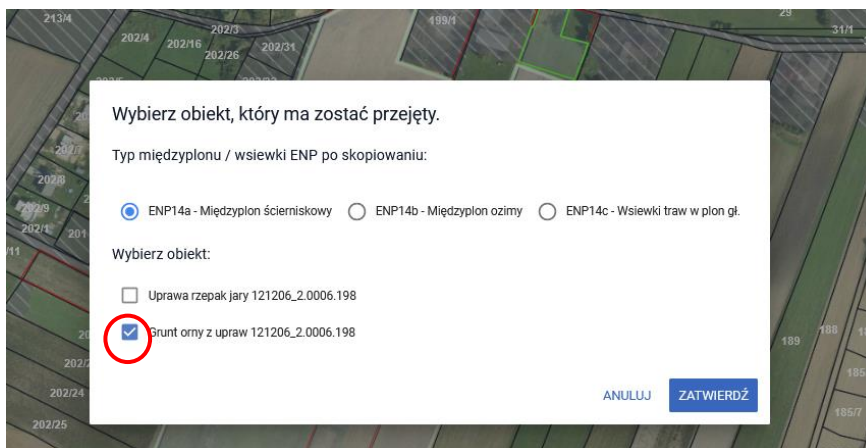 213/4
202/4
202/16
202/3
202/26
202/31
199/1
29
31/1
Wybierz obiekt, który ma zostać przejęty.
Typ międzyplonu / wsiewki ENP po skopiowaniu:
ENP14a - Międzyplon ścierniskowy ENP14b - Międzyplon ozimy ENP14c - Wsiewki traw w plon gł.
Wybierz obiekt:
Uprawa rzepak jary 121206_2.0006.198
Grunt orny z upraw 121206_2.0006.198
ANULUJ ZATWIERDŹ
202/8
202/1
201
189
188
202/24
202/25
185/7